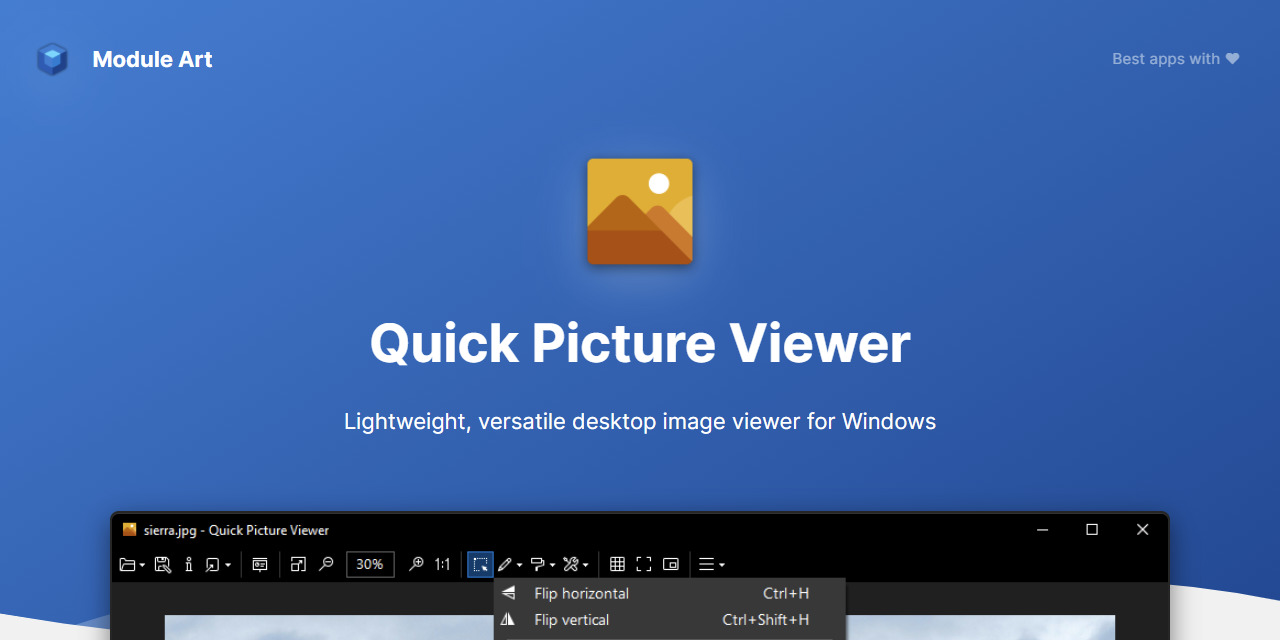 Module Art
Best apps with
Quick Picture Viewer
Lightweight, versatile desktop image viewer for Windows
sierra.jpg - Quick Picture Viewer
30%
1:1
Flip horizontal Ctrl+H
Flip vertical Ctrl+Shift+H